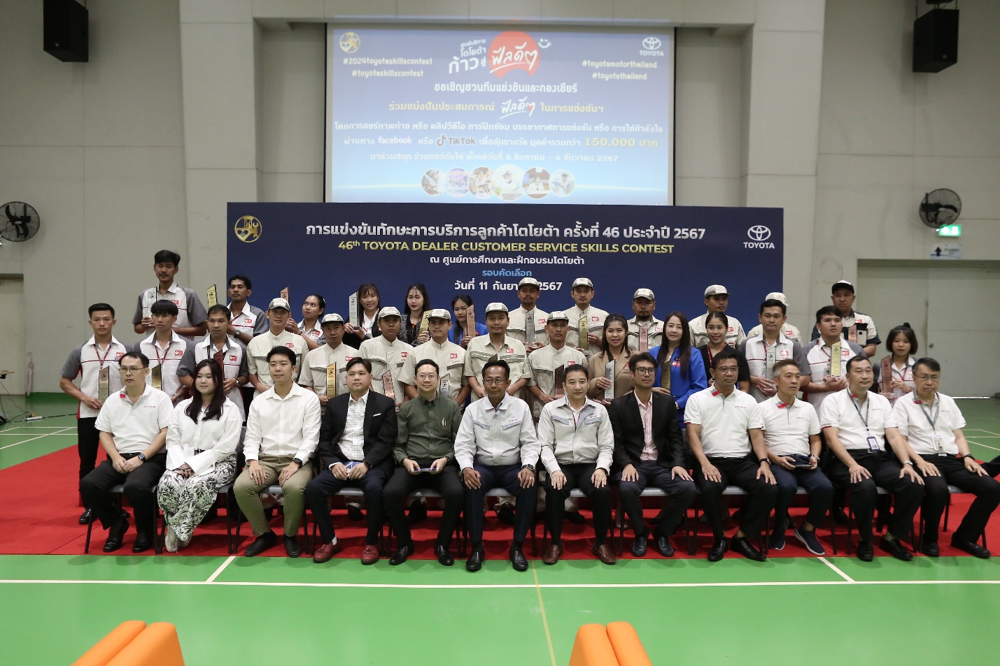 #2024toyotaskillscontest
#toyotaskillscontest
ศูนย์บริการ
โตโยต้า
ก้าวสู่
ฟีลดีๆ
TOYOTA
#toyotamotorthailand
#toyotathailand
ขอเชิญชวนทีมแข่งขันและกองเชียร์
ร่วมแบ่งปันประสบการณ์ ฟีลดีๆ ในการแข่งขันฯ
โดยการแชร์ภาพถ่าย หรือ คลิปวีดีโอ การฝึกซ้อม บรรยากาศการแข่งขัน หรือ การให้กำลังใจ
ผ่านทาง facebook หรือ TikTok เพื่อลุ้นรางวัล มูลค่ารวมกว่า 150,000 บาท
มาร่วมสนุก ร่วมแชร์กันได้ ตั้งแต่วันที่ 8 สิงหาคม - 6 ธันวาคม 2567
การแข่งขันทักษะการบริการลูกค้าโตโยต้า ครั้งที่ 46 ประจำปี 2567
46th TOYOTA DEALER CUSTOMER SERVICE SKILLS CONTEST
TOYOTA
ณ ศูนย์การศึกษาและฝึกอบรมโตโยต้า
รอบคัดเลือก
วันที่ 11 2567